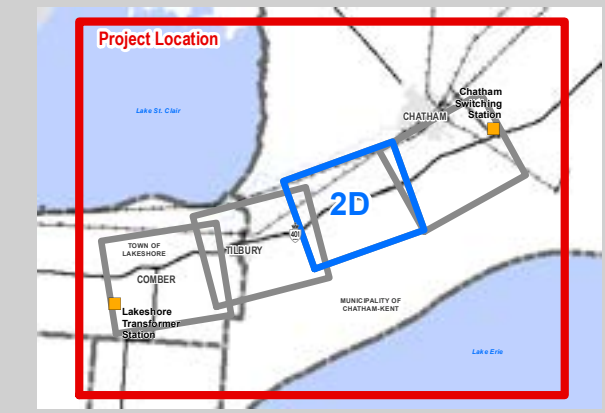 Project Location
Chatham
Switching
Station
Lake St. Clair
CHATHAM
2D
401
TOWN OF
LAKESHORE
TILBURY
COMBER
MUNICIPALITY OF
CHATHAM-KENT
Lakeshore
Transformer
Station
Lake Erie